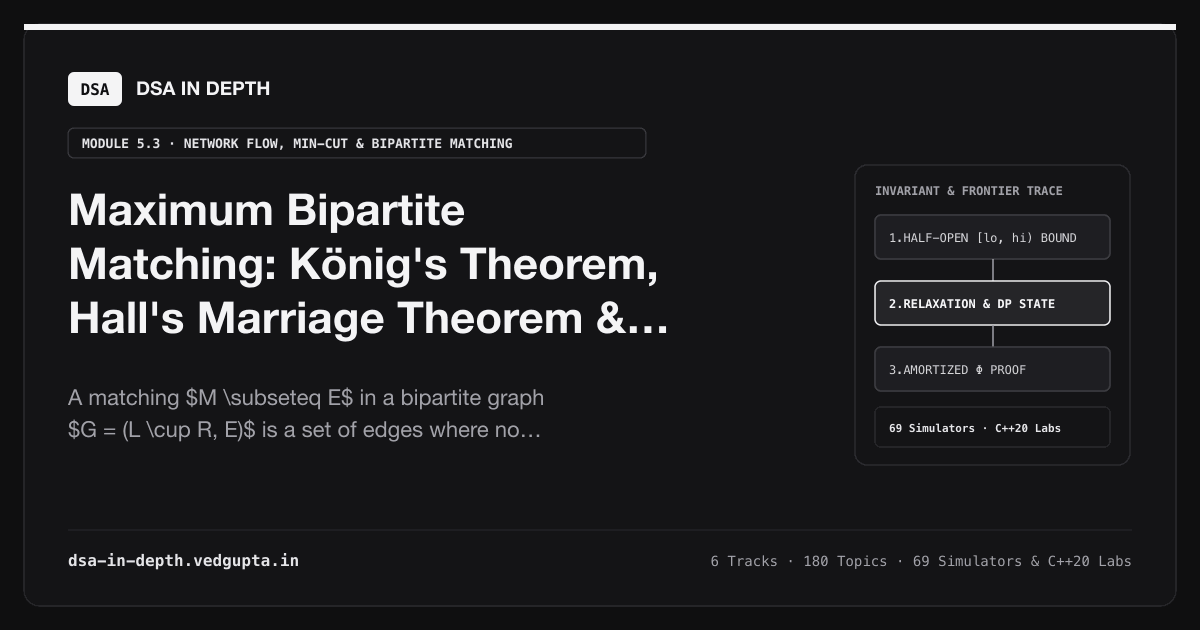 DSA DSA IN DEPTH
MODULE 5.3 · NETWORK FLOW, MIN-CUT & BIPARTITE MATCHING
Maximum Bipartite
Matching: König's Theorem,
Hall's Marriage Theorem &...
A matching $M \subseteq E$ in a bipartite graph
$G = (L \cup R, E)$ is a set of edges where no...
INVARIANT & FRONTIER TRACE
1.HALF-OPEN [lo, hi) BOUND
2.RELAXATION & DP STATE
3.AMORTIZED Φ PROOF
69 Simulators · C++20 Labs
dsa-in-depth.vedgupta.in
6 Tracks · 180 Topics · 69 Simulators & C++20 Labs